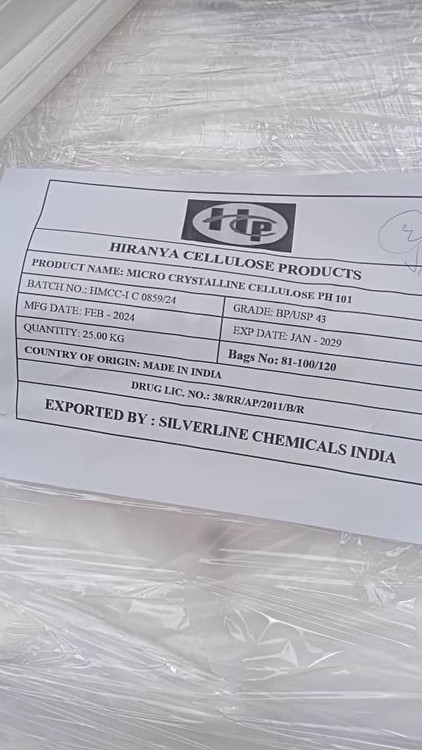 HCP
HIRANYA CELLULOSE PRODUCTS
PRODUCT NAME: MICRO CRYSTALLINE CELLULOSE PH 101
BATCH NO.: HMCC-I C 0859/24
GRADE: BP/USP 43
MFG DATE: FEB - 2024
EXP DATE: JAN - 2029
QUANTITY: 25.00 KG
Bags No: 81-100/120
COUNTRY OF ORIGIN: MADE IN INDIA
DRUG LIC. NO.: 38/RR/AP/2011/B/R
EXPORTED BY : SILVERLINE CHEMICALS INDIA